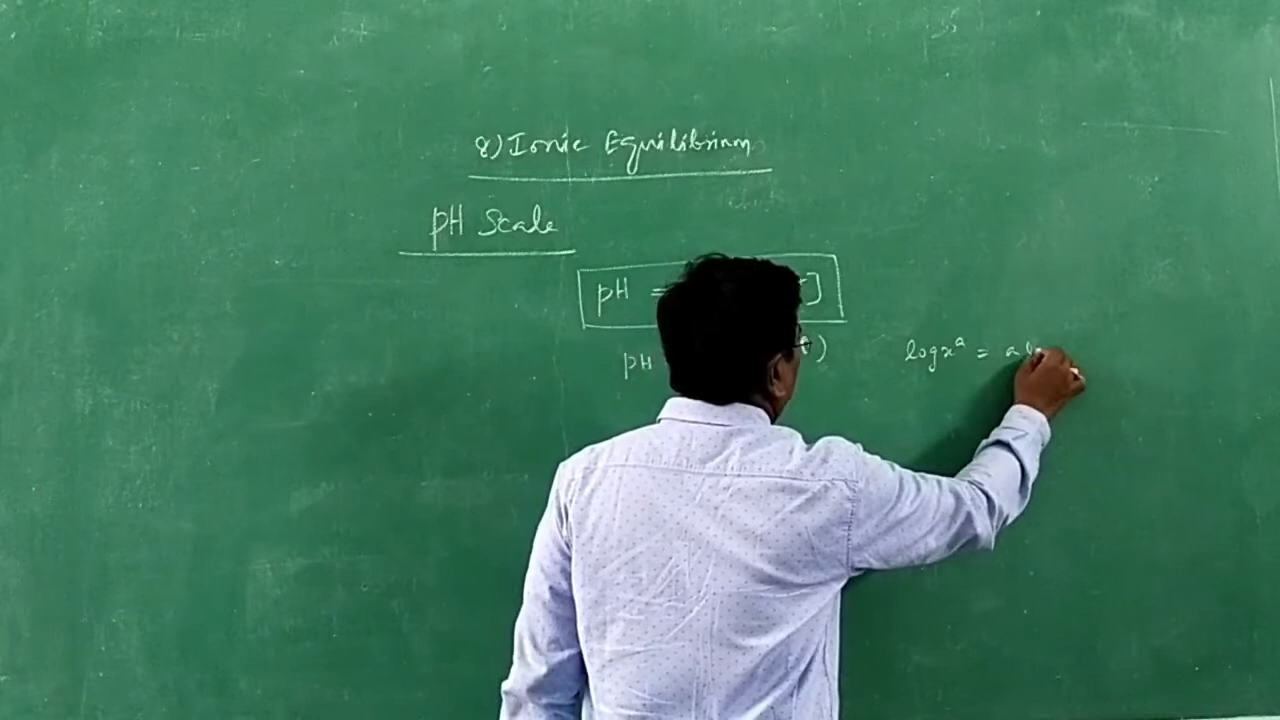 8) Ionic Equilibrium
pH Scale
pH = ]
pH ) log xᵃ = a l